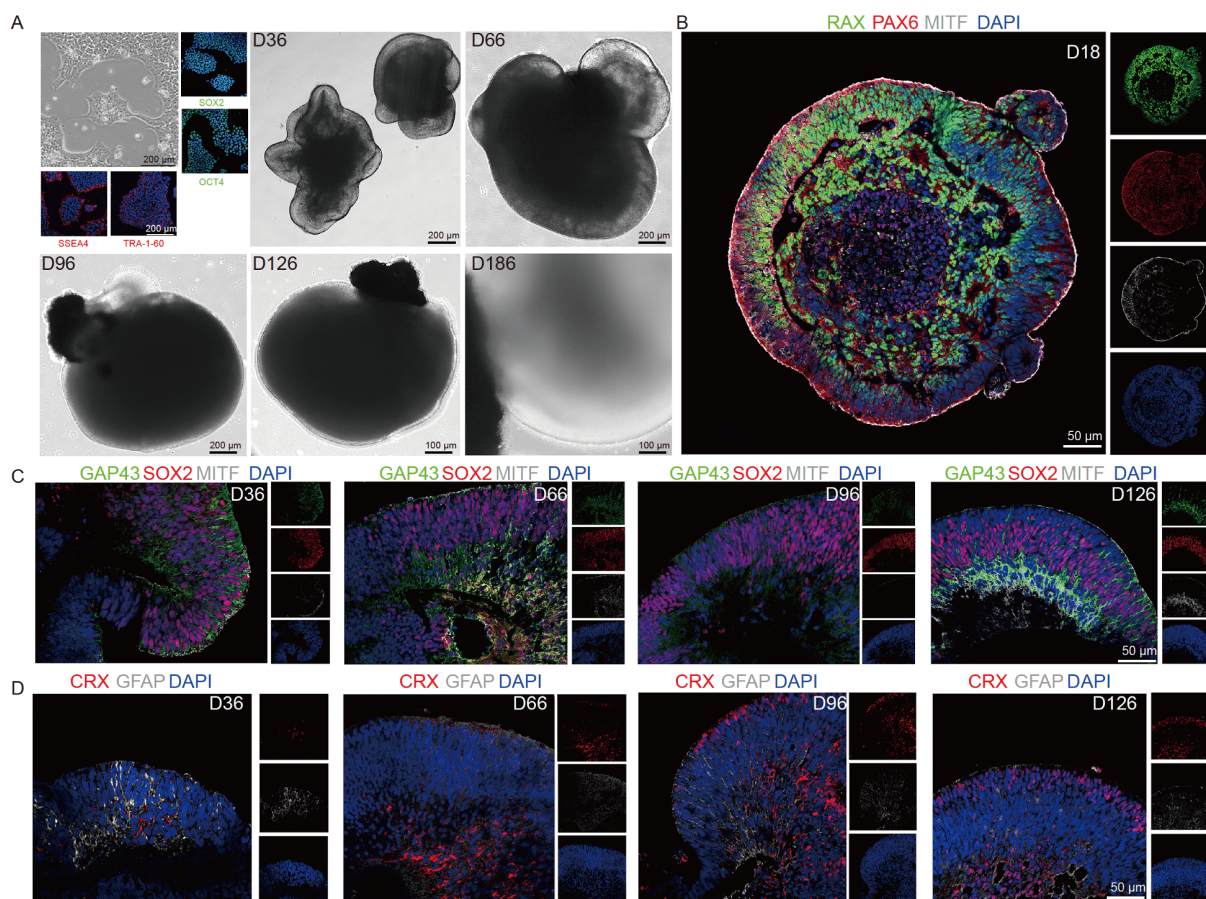 A
200 µm
SOX2
OCT4
SSEA4
200 µm
TRA-1-60
D36
200 µm
D66
200 µm
D96
200 µm
D126
100 µm
D186
100 µm
B
RAX PAX6 MITF DAPI
D18
50 µm
C
GAP43 SOX2 MITF DAPI
D36
GAP43 SOX2 MITF DAPI
D66
GAP43 SOX2 MITF DAPI
D96
GAP43 SOX2 MITF DAPI
D126
50 µm
D
CRX GFAP DAPI
D36
CRX GFAP DAPI
D66
CRX GFAP DAPI
D96
CRX GFAP DAPI
D126
50 µm